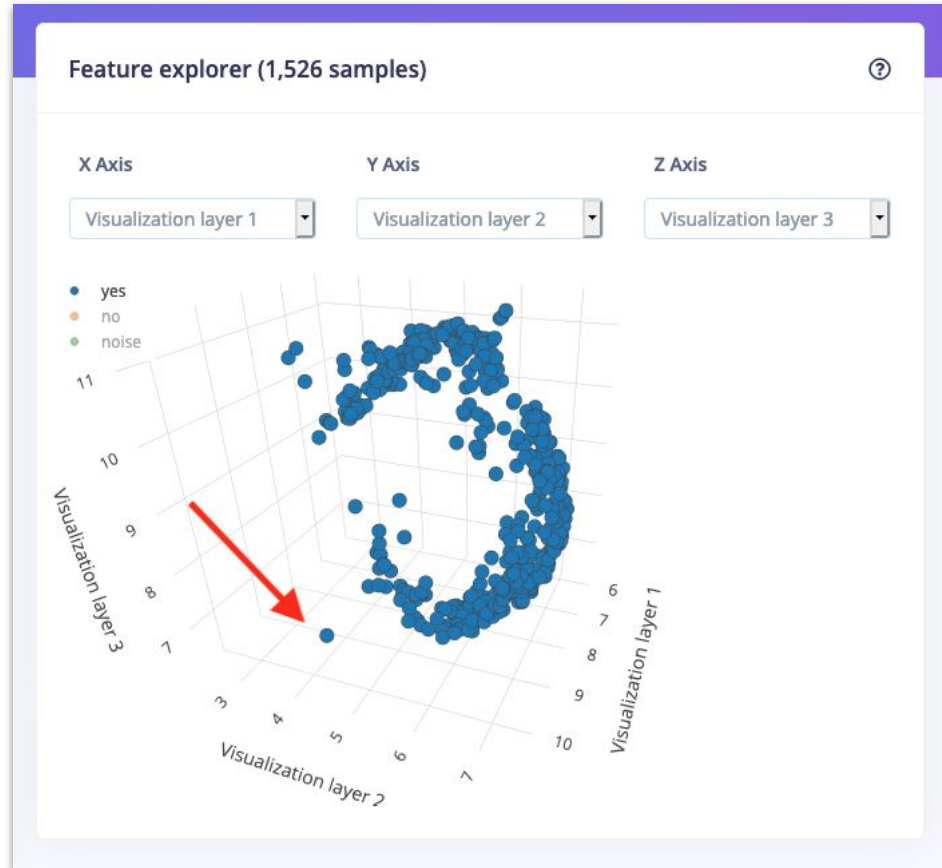 Feature explorer (1,526 samples)
X Axis
Y Axis
Z Axis
Visualization layer 1
Visualization layer 2
Visualization layer 3
yes
no
noise
11
10
9
8
7
Visualization layer 3
3
4
5
6
7
Visualization layer 2
6
7
8
9
10
Visualization layer 1